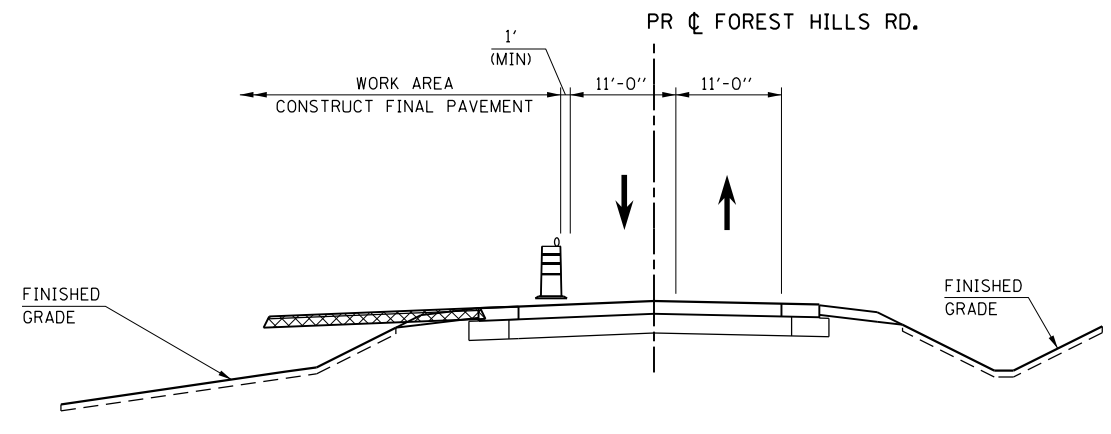 PR ℄ FOREST HILLS RD.
1'
(MIN)
WORK AREA
CONSTRUCT FINAL PAVEMENT
11'-0''
11'-0''
FINISHED
GRADE
FINISHED
GRADE